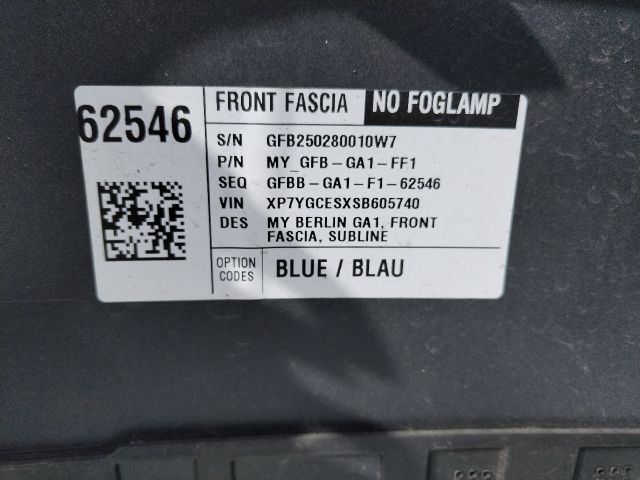 62546
FRONT FASCIA NO FOGLAMP
S/N GFB250280010W7
P/N MY_GFB-GA1-FF1
SEQ GFBB-GA1-F1-62546
VIN XP7YGCESXSB605740
DES MY BERLIN GA1, FRONT
FASCIA, SUBLINE
OPTION
CODES BLUE / BLAU